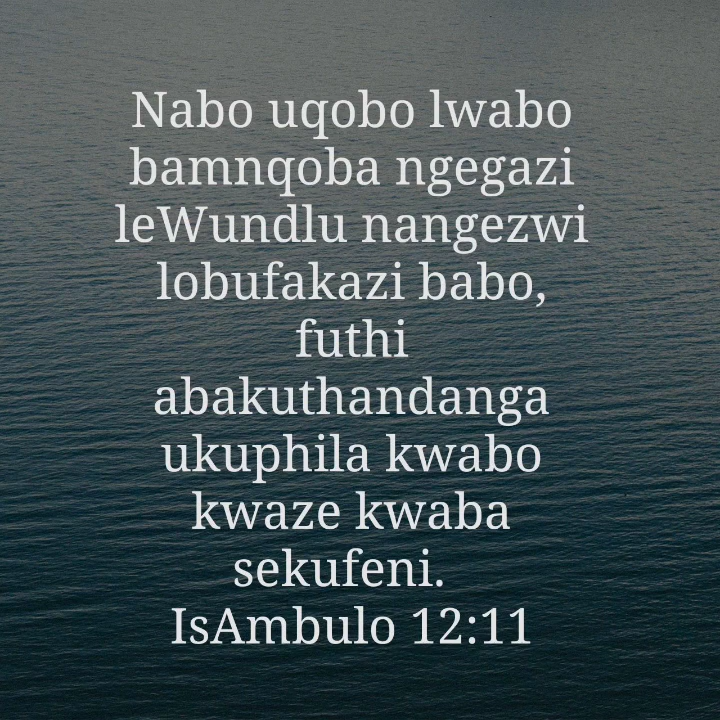 Nabo uqobo lwabo
bamnqoba ngegazi
leWundlu nangezwi
lobufakazi babo,
futhi
abakuthandanga
ukuphila kwabo
kwaze kwaba
sekufeni.
IsAmbulo 12:11